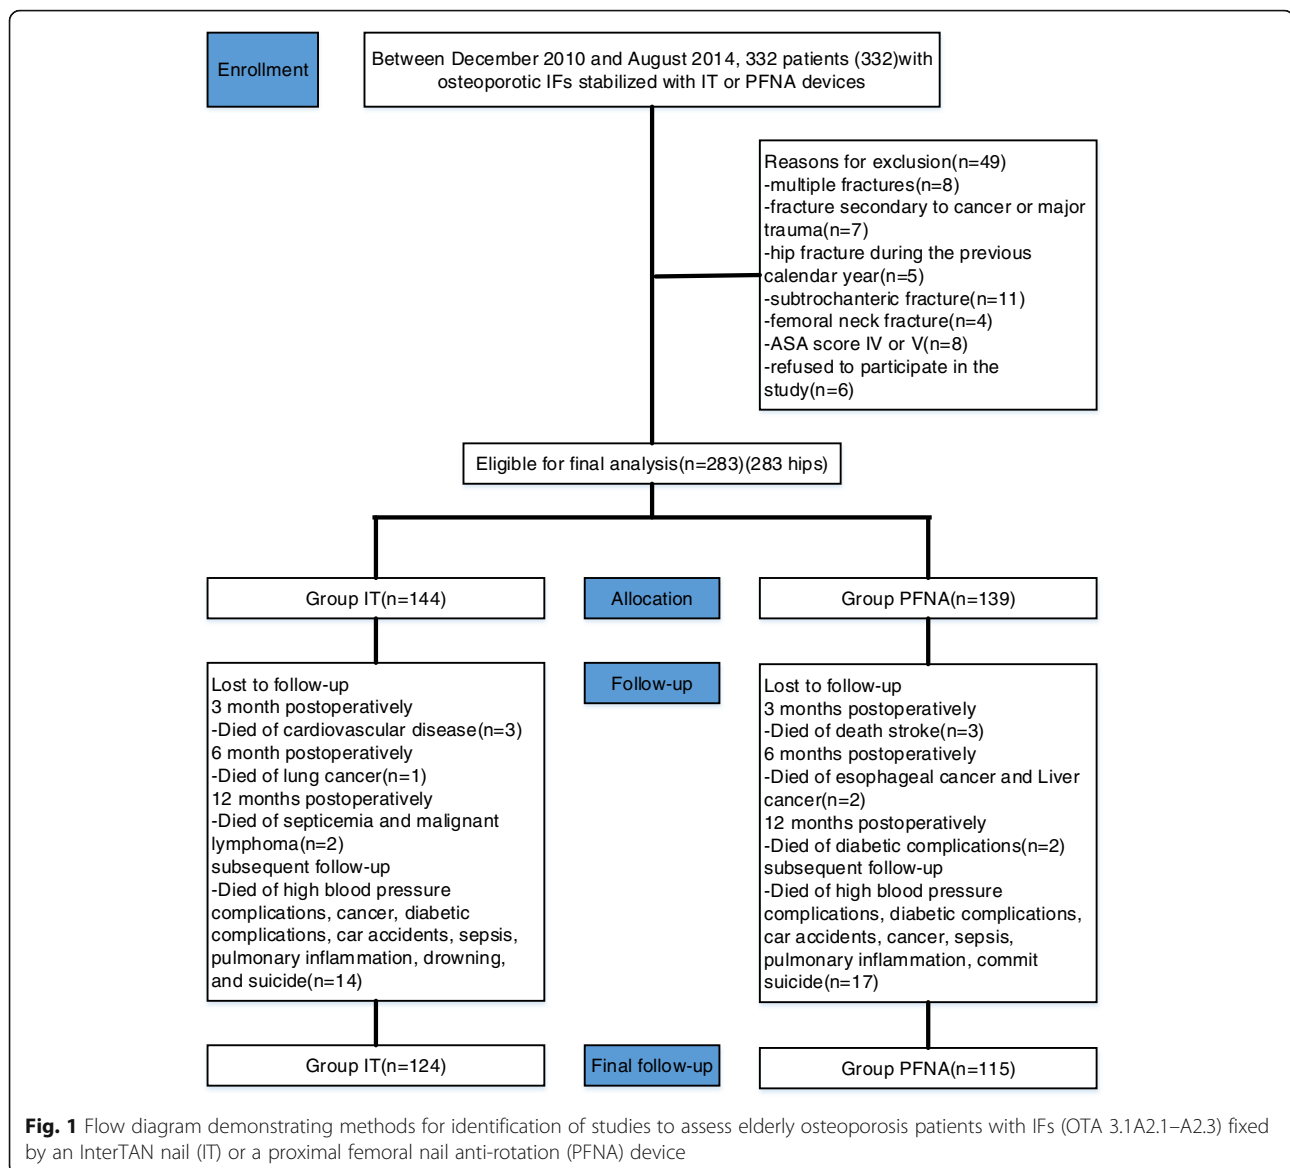 Enrollment
Between December 2010 and August 2014, 332 patients (332)with
osteoporotic IFs stabilized with IT or PFNA devices
Reasons for exclusion(n=49)
-multiple fractures(n=8)
-fracture secondary to cancer or major
trauma(n=7)
-hip fracture during the previous
calendar year(n=5)
-subtrochanteric fracture(n=11)
-femoral neck fracture(n=4)
-ASA score IV or V(n=8)
-refused to participate in the
study(n=6)
Eligible for final analysis(n=283)(283 hips)
Group IT(n=144)
Allocation
Group PFNA(n=139)
Lost to follow-up
3 month postoperatively
-Died of cardiovascular disease(n=3)
6 month postoperatively
-Died of lung cancer(n=1)
12 months postoperatively
-Died of septicemia and malignant
lymphoma(n=2)
subsequent follow-up
-Died of high blood pressure
complications, cancer, diabetic
complications, car accidents, sepsis,
pulmonary inflammation, drowning,
and suicide(n=14)
Follow-up
Lost to follow-up
3 months postoperatively
-Died of death stroke(n=3)
6 months postoperatively
-Died of esophageal cancer and Liver
cancer(n=2)
12 months postoperatively
-Died of diabetic complications(n=2)
subsequent follow-up
-Died of high blood pressure
complications, diabetic complications,
car accidents, cancer, sepsis,
pulmonary inflammation, commit
suicide(n=17)
Group IT(n=124)
Final follow-up
Group PFNA(n=115)
Fig. 1 Flow diagram demonstrating methods for identification of studies to assess elderly osteoporosis patients with IFs (OTA 3.1A2.1–A2.3) fixed
by an InterTAN nail (IT) or a proximal femoral nail anti-rotation (PFNA) device